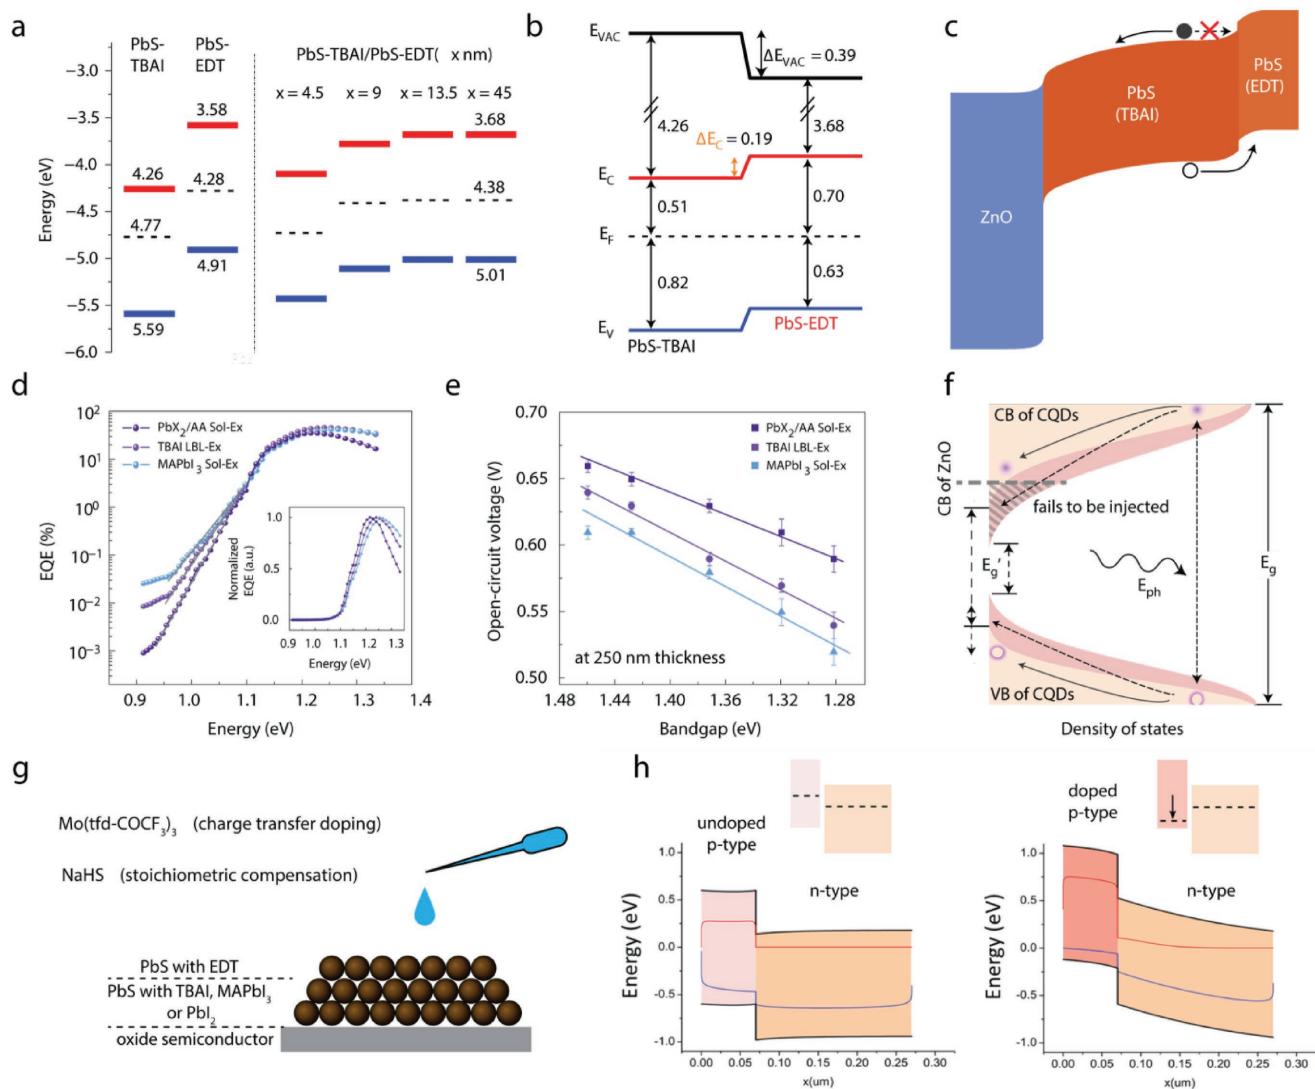 a
PbS-
TBAI
PbS-
EDT
PbS-TBAI/PbS-EDT( x nm)
x = 4.5
x = 9
x = 13.5
x = 45
Energy (eV)
−3.0
−3.5
−4.0
−4.5
−5.0
−5.5
−6.0
4.26
4.77
5.59
3.58
4.28
4.91
3.68
4.38
5.01
b
E_VAC
ΔE_VAC = 0.39
4.26
3.68
ΔE_C = 0.19
E_C
0.51
0.70
E_F
0.82
0.63
E_V
PbS-TBAI
PbS-EDT
c
ZnO
PbS
(TBAI)
PbS
(EDT)
d
EQE (%)
10^2
10^1
10^0
10^−1
10^−2
10^−3
PbX_2/AA Sol-Ex
TBAI LBL-Ex
MAPbI_3 Sol-Ex
Normalized
EQE (a.u.)
1.0
0.5
0.0
0.9 1.0 1.1 1.2 1.3
Energy (eV)
0.9 1.0 1.1 1.2 1.3 1.4
Energy (eV)
e
Open-circuit voltage (V)
0.70
0.65
0.60
0.55
0.50
PbX_2/AA Sol-Ex
TBAI LBL-Ex
MAPbI_3 Sol-Ex
at 250 nm thickness
1.48 1.44 1.40 1.36 1.32 1.28
Bandgap (eV)
f
CB of CQDs
CB of ZnO
fails to be injected
E_g′
E_ph
E_g
VB of CQDs
Density of states
g
Mo(tfd-COCF_3)_3 (charge transfer doping)
NaHS (stoichiometric compensation)
PbS with EDT
PbS with TBAI, MAPbI_3
or PbI_2
oxide semiconductor
h
undoped
p-type
n-type
Energy (eV)
1.0
0.5
0.0
-0.5
-1.0
0.00 0.05 0.10 0.15 0.20 0.25 0.30
x(um)
doped
p-type
n-type
Energy (eV)
1.0
0.5
0.0
-0.5
-1.0
0.00 0.05 0.10 0.15 0.20 0.25 0.30
x(um)